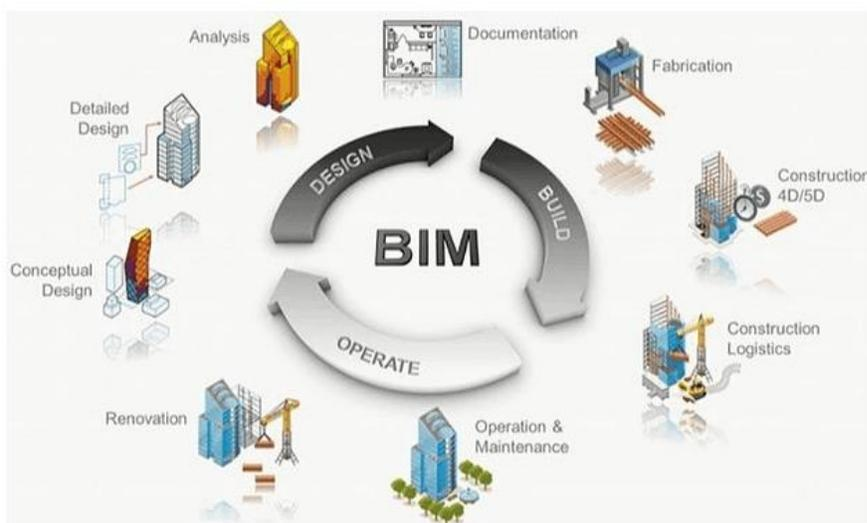 Analysis
Documentation
Fabrication
Detailed
Design
Construction
4D/5D
DESIGN
BUILD
BIM
Conceptual
Design
Construction
Logistics
OPERATE
Renovation
Operation &
Maintenance
$